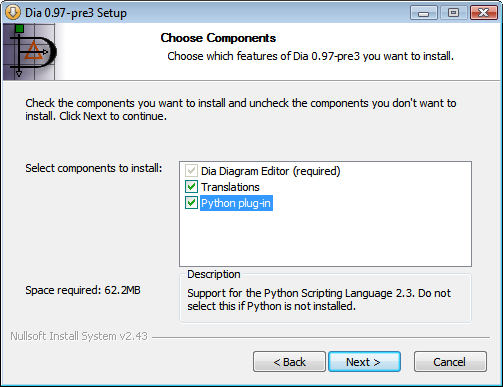 Dia 0.97-pre3 Setup
Choose Components
Choose which features of Dia 0.97-pre3 you want to install.
Check the components you want to install and uncheck the components you don't want to
install. Click Next to continue.
Select components to install:
Dia Diagram Editor (required)
Translations
Python plug-in
Space required: 62.2MB
Description
Support for the Python Scripting Language 2.3. Do not
select this if Python is not installed.
Nullsoft Install System v2.43
< Back
Next >
Cancel